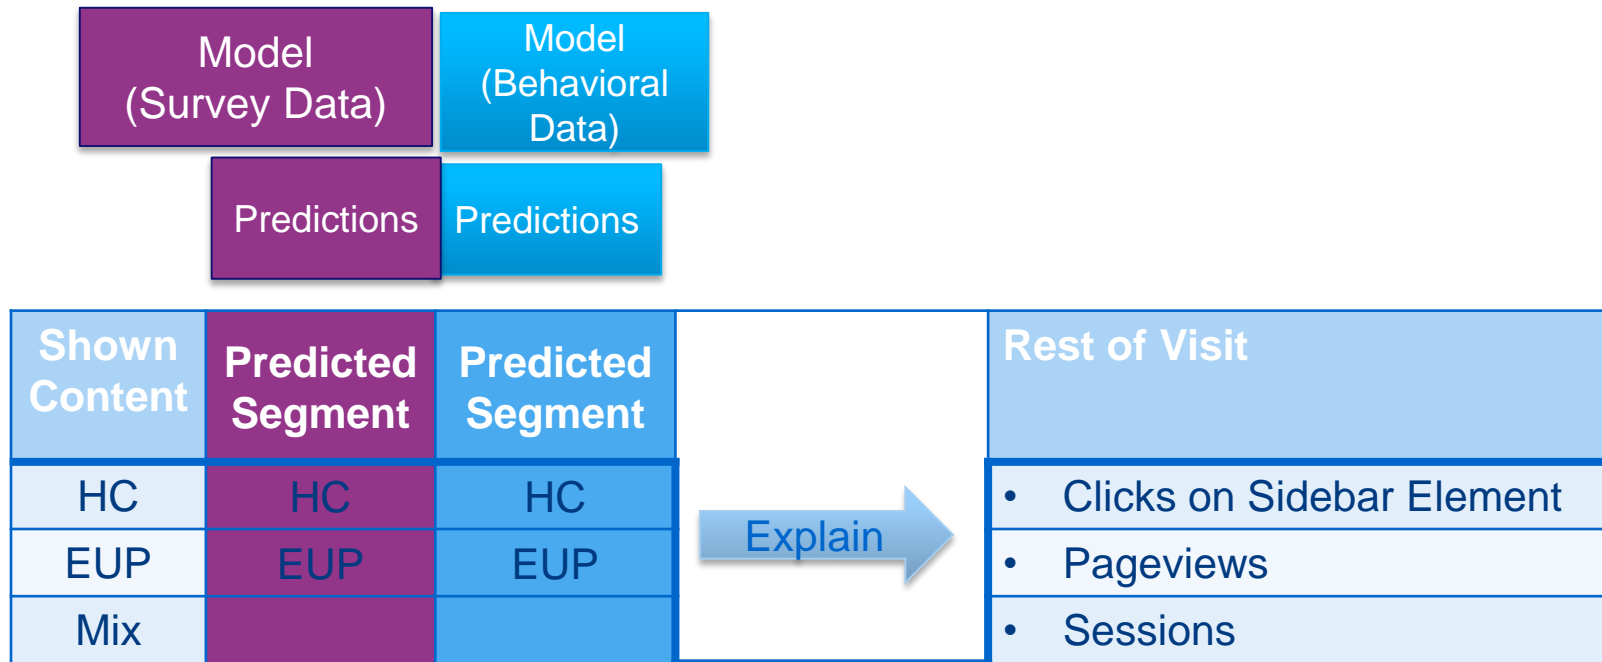 Model
(Survey Data)
Model
(Behavioral
Data)
Predictions
Predictions
Shown
Content
Predicted
Segment
Predicted
Segment
Rest of Visit
HC
HC
HC
• Clicks on Sidebar Element
EUP
EUP
EUP
Explain
• Pageviews
Mix
• Sessions